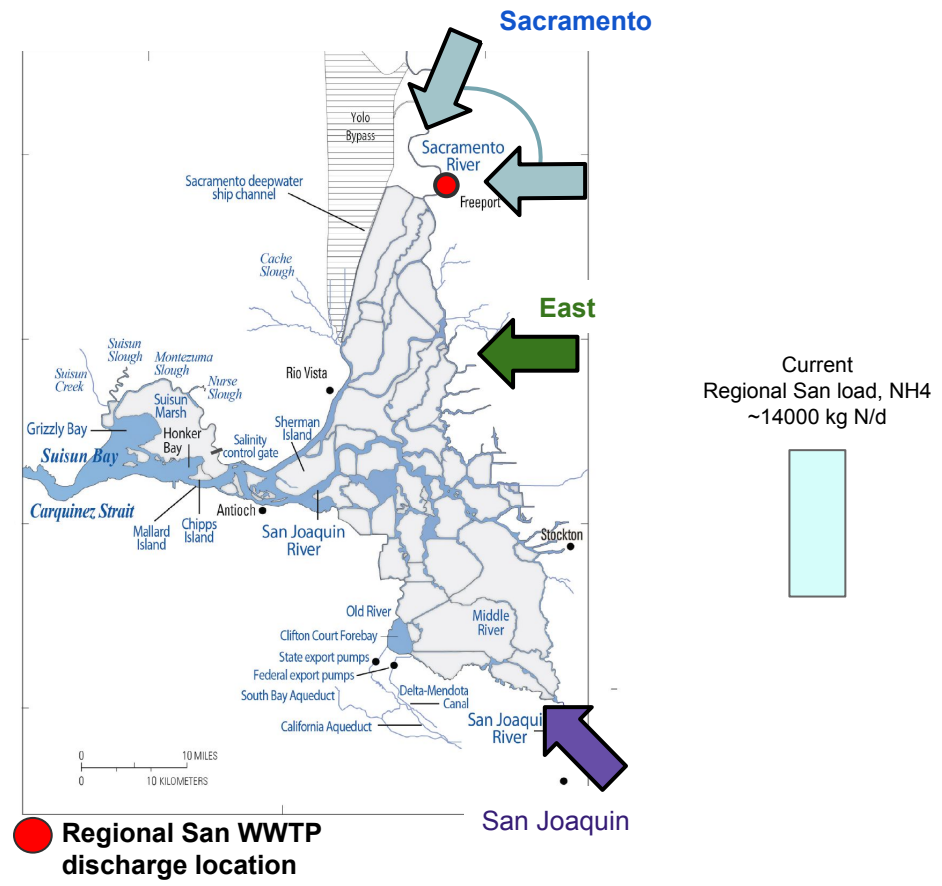 Sacramento
Yolo
Bypass
Sacramento
River
Sacramento deepwater
ship channel
Freeport
Cache
Slough
East
Suisun
Slough
Montezuma
Slough
Suisun
Creek
Nurse
Slough
Rio Vista
Suisun
Marsh
Grizzly Bay
Honker
Bay
Salinity
control gate
Sherman
Island
Suisun Bay
Carquinez Strait
Mallard
Island
Chipps
Island
Antioch
San Joaquin
River
Stockton
Current
Regional San load, NH4
~14000 kg N/d
Old River
Middle
River
Clifton Court Forebay
State export pumps
Federal export pumps
South Bay Aqueduct
Delta-Mendota
Canal
California Aqueduct
San Joaqui
River
0 10 MILES
0 10 KILOMETERS
San Joaquin
Regional San WWTP
discharge location